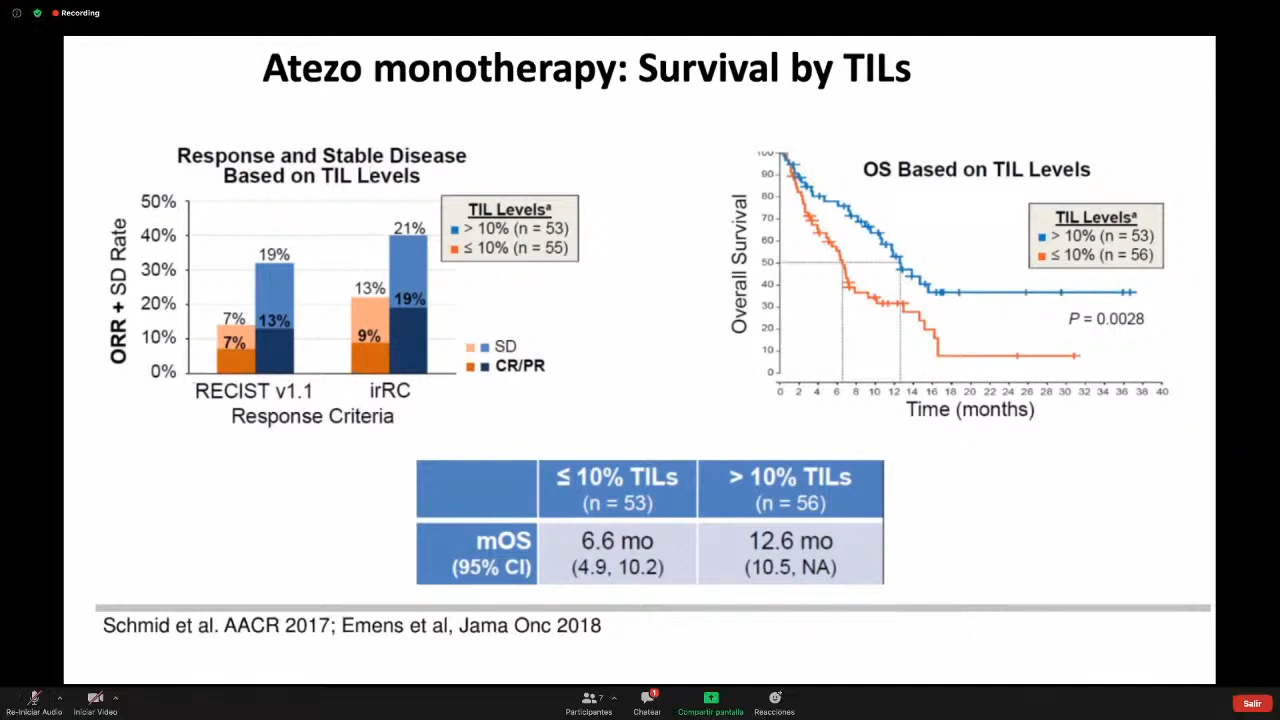 Recording
Atezo monotherapy: Survival by TILs
Response and Stable Disease
Based on TIL Levels
ORR + SD Rate
50%
40%
30%
20%
10%
0%
7%
7%
19%
13%
13%
9%
21%
19%
RECIST v1.1
irRC
Response Criteria
TIL Levelsª
> 10% (n = 53)
≤ 10% (n = 55)
SD
CR/PR
OS Based on TIL Levels
Overall Survival
100
90
80
70
60
50
40
30
20
10
0
0 2 4 6 8 10 12 14 16 18 20 22 24 26 28 30 32 34 36 38 40
Time (months)
TIL Levelsª
> 10% (n = 53)
≤ 10% (n = 56)
P = 0.0028
≤ 10% TILs
(n = 53)
> 10% TILs
(n = 56)
mOS
(95% CI)
6.6 mo
(4.9, 10.2)
12.6 mo
(10.5, NA)
Schmid et al. AACR 2017; Emens et al, Jama Onc 2018
Re-Iniciar Audio
Iniciar Video
7
Participantes
1
Chatear
Compartir pantalla
Reacciones
Salir